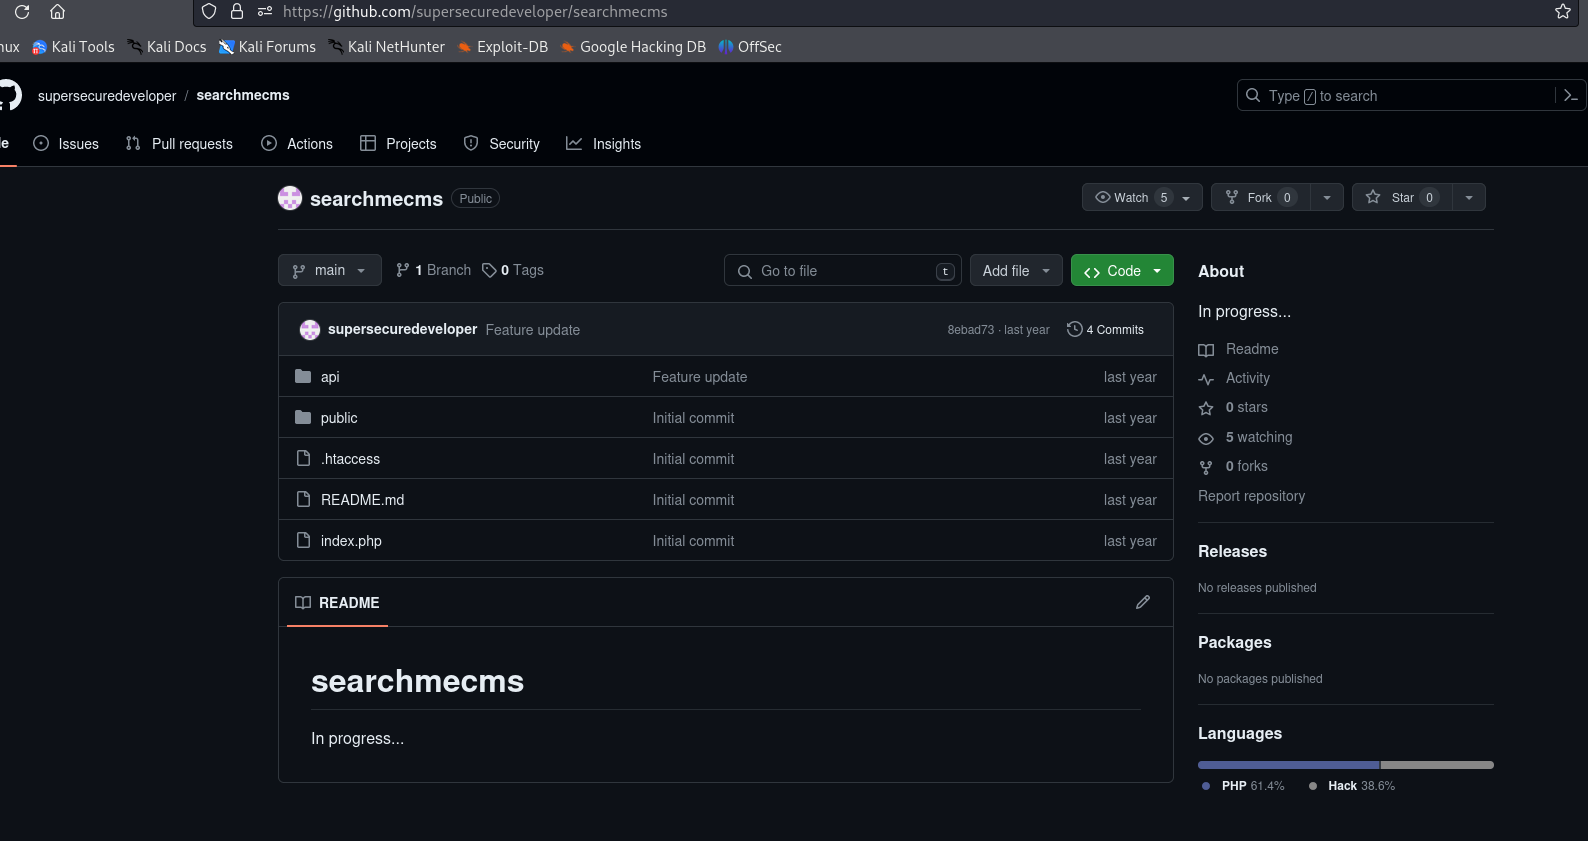 https://github.com/supersecuredeveloper/searchmecms
nux Kali Tools Kali Docs Kali Forums Kali NetHunter Exploit-DB Google Hacking DB OffSec
supersecuredeveloper / searchmecms Type / to search
e Issues Pull requests Actions Projects Security Insights
searchmecms Public Watch 5 Fork 0 Star 0
main 1 Branch 0 Tags Go to file t Add file Code
supersecuredeveloper Feature update 8ebad73 · last year 4 Commits
api Feature update last year
public Initial commit last year
.htaccess Initial commit last year
README.md Initial commit last year
index.php Initial commit last year
README
searchmecms
In progress...
About
In progress...
Readme
Activity
0 stars
5 watching
0 forks
Report repository
Releases
No releases published
Packages
No packages published
Languages
PHP 61.4% Hack 38.6%